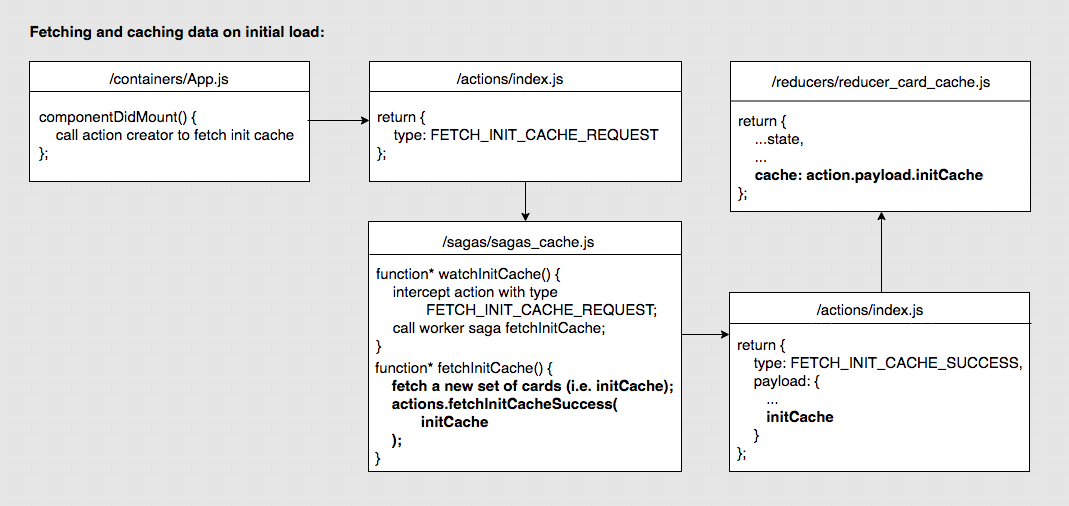 Fetching and caching data on initial load:
/containers/App.js
componentDidMount() {
call action creator to fetch init cache
};
/actions/index.js
return {
type: FETCH_INIT_CACHE_REQUEST
};
/sagas/sagas_cache.js
function* watchInitCache() {
intercept action with type
FETCH_INIT_CACHE_REQUEST;
call worker saga fetchInitCache;
}
function* fetchInitCache() {
fetch a new set of cards (i.e. initCache);
actions.fetchInitCacheSuccess(
initCache
);
}
/actions/index.js
return {
type: FETCH_INIT_CACHE_SUCCESS,
payload: {
...
initCache
}
};
/reducers/reducer_card_cache.js
return {
...state,
...
cache: action.payload.initCache
};